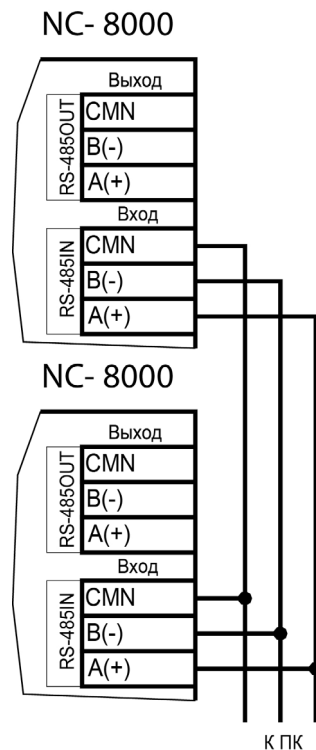 NC- 8000
Выход
RS-485OUT
CMN
B(-)
A(+)
Вход
RS-485IN
CMN
B(-)
A(+)
NC- 8000
Выход
RS-485OUT
CMN
B(-)
A(+)
Вход
RS-485IN
CMN
B(-)
A(+)
К ПК